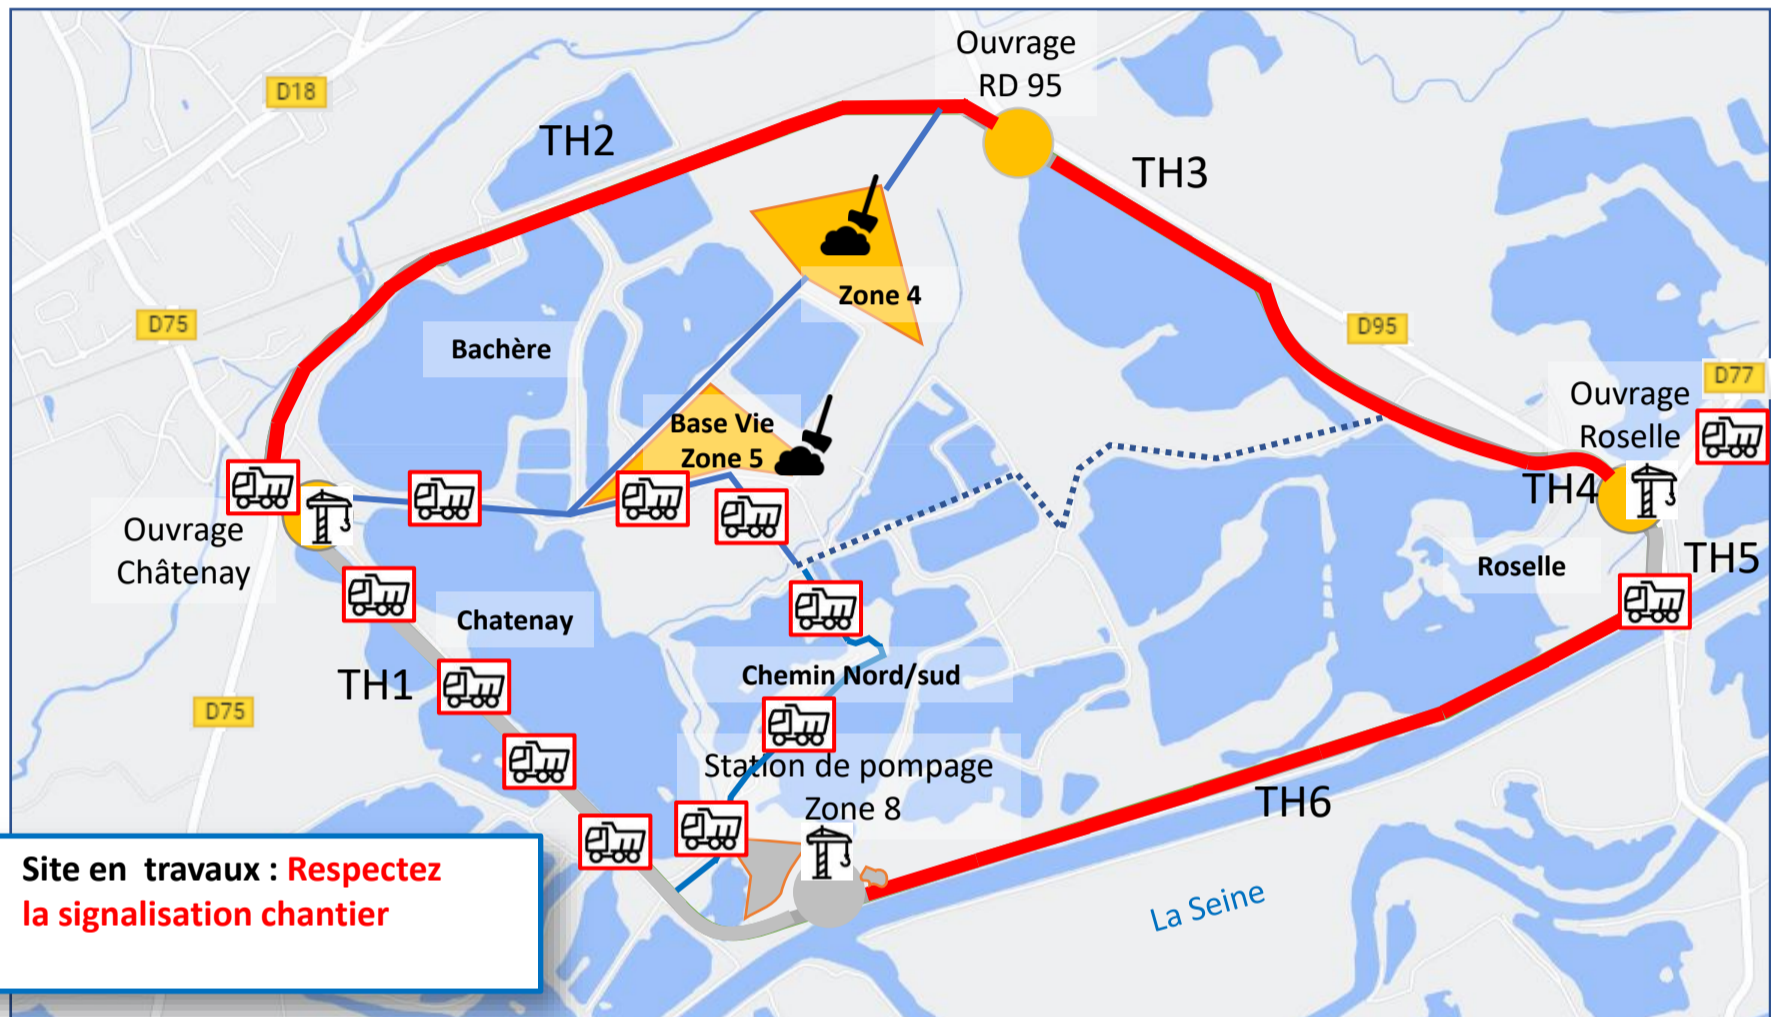 Ouvrage
RD 95
D18
TH2
TH3
Zone 4
D75
D95
Bachère
D77
Ouvrage
Roselle
Base Vie
Zone 5
TH4
Ouvrage
Châtenay
TH5
Roselle
Chatenay
Chemin Nord/sud
TH1
D75
Station de pompage
Zone 8
TH6
Site en travaux : Respectez
la signalisation chantier
La Seine